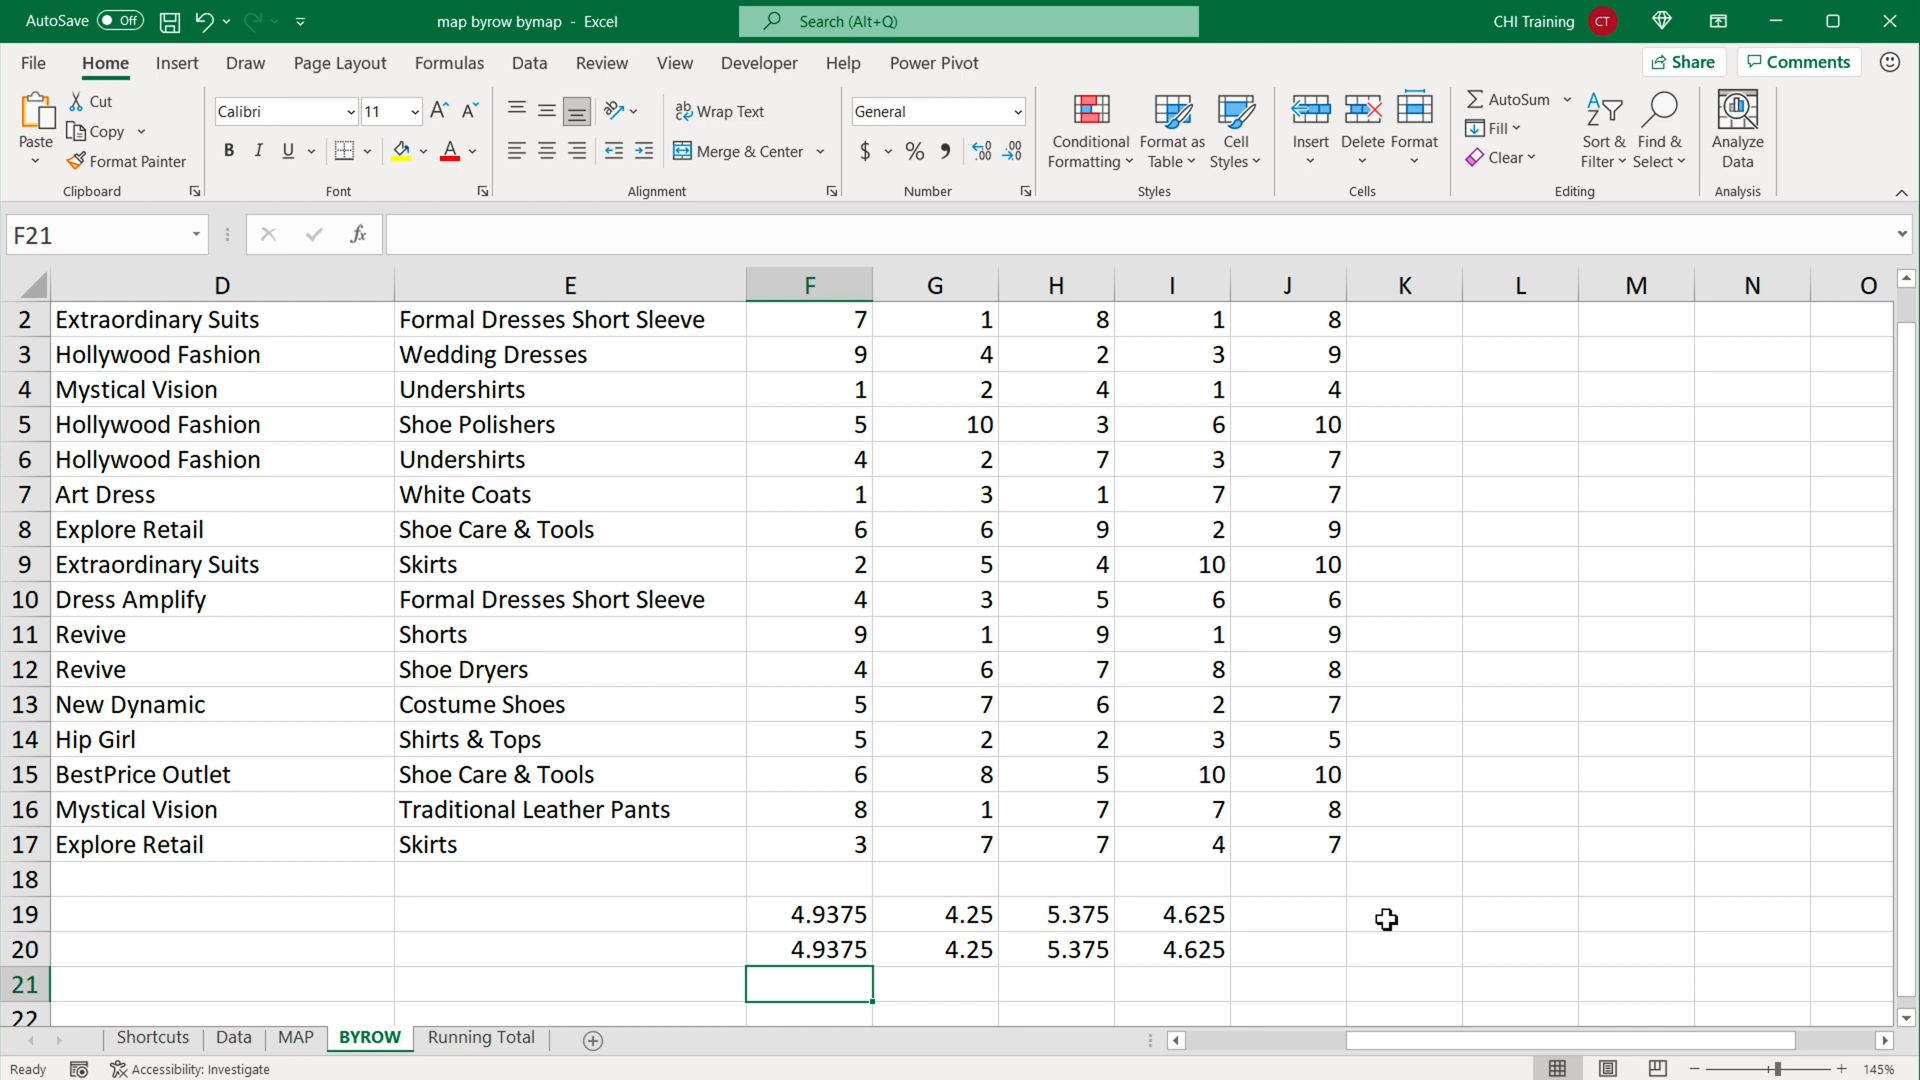 AutoSave Off map byrow bymap - Excel Search (Alt+Q) CHI Training CT
File Home Insert Draw Page Layout Formulas Data Review View Developer Help Power Pivot Share Comments
Paste Cut Copy Format Painter Clipboard
Calibri 11 B I U A Font
ab Wrap Text Merge & Center Alignment
General $ % 9 .00 Number
Conditional Formatting Format as Table Cell Styles Styles
Insert Delete Format Cells
AutoSum Fill Clear Sort & Filter Find & Select Editing
Analyze Data Analysis
F21 fx
D E F G H I J K L M N O
2 Extraordinary Suits Formal Dresses Short Sleeve 7 1 8 1 8
3 Hollywood Fashion Wedding Dresses 9 4 2 3 9
4 Mystical Vision Undershirts 1 2 4 1 4
5 Hollywood Fashion Shoe Polishers 5 10 3 6 10
6 Hollywood Fashion Undershirts 4 2 7 3 7
7 Art Dress White Coats 1 3 1 7 7
8 Explore Retail Shoe Care & Tools 6 6 9 2 9
9 Extraordinary Suits Skirts 2 5 4 10 10
10 Dress Amplify Formal Dresses Short Sleeve 4 3 5 6 6
11 Revive Shorts 9 1 9 1 9
12 Revive Shoe Dryers 4 6 7 8 8
13 New Dynamic Costume Shoes 5 7 6 2 7
14 Hip Girl Shirts & Tops 5 2 2 3 5
15 BestPrice Outlet Shoe Care & Tools 6 8 5 10 10
16 Mystical Vision Traditional Leather Pants 8 1 7 7 8
17 Explore Retail Skirts 3 7 7 4 7
18
19 4.9375 4.25 5.375 4.625
20 4.9375 4.25 5.375 4.625
21
22
Shortcuts Data MAP BYROW Running Total
Ready Accessibility: Investigate 145%